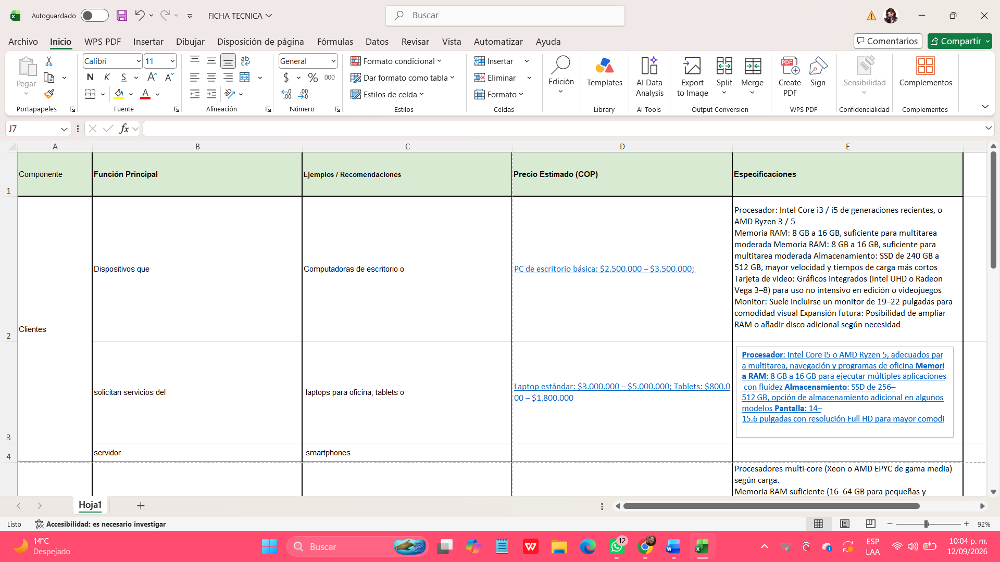 Autoguardado
FICHA TECNICA
Buscar
Archivo Inicio WPS PDF Insertar Dibujar Disposición de página Fórmulas Datos Revisar Vista Automatizar Ayuda
Comentarios Compartir
Pegar
Portapapeles
Calibri 11
N K S A A
A
Fuente
ab
Alineación
General
$ % 000
Número
Formato condicional
Dar formato como tabla
Estilos de celda
Estilos
Insertar
Eliminar
Formato
Celdas
Edición
Templates
Library
AI Data
Analysis
AI Tools
Export
to Image
Split
Merge
Output Conversion
Create
PDF
Sign
WPS PDF
Sensibilidad
Confidencialidad
Complementos
Complementos
J7
fx
A B C D E
1
Componente
Función Principal
Ejemplos / Recomendaciones
Precio Estimado (COP)
Especificaciones
2
Clientes
Dispositivos que
Computadoras de escritorio o
PC de escritorio básica: $2.500.000 – $3.500.000;
Procesador: Intel Core i3 / i5 de generaciones recientes, o
AMD Ryzen 3 / 5
Memoria RAM: 8 GB a 16 GB, suficiente para multitarea
moderada Memoria RAM: 8 GB a 16 GB, suficiente para
multitarea moderada Almacenamiento: SSD de 240 GB a
512 GB, mayor velocidad y tiempos de carga más cortos
Tarjeta de video: Gráficos integrados (Intel UHD o Radeon
Vega 3–8) para uso no intensivo en edición o videojuegos
Monitor: Suele incluirse un monitor de 19–22 pulgadas para
comodidad visual Expansión futura: Posibilidad de ampliar
RAM o añadir disco adicional según necesidad
3
solicitan servicios del
laptops para oficina; tablets o
Laptop estándar: $3.000.000 – $5.000.000; Tablets: $800.0
00 – $1.800.000
Procesador: Intel Core i5 o AMD Ryzen 5, adecuados par
a multitarea, navegación y programas de oficina Memori
a RAM: 8 GB a 16 GB para ejecutar múltiples aplicaciones
con fluidez Almacenamiento: SSD de 256–
512 GB, opción de almacenamiento adicional en algunos
modelos Pantalla: 14–
15.6 pulgadas con resolución Full HD para mayor comodi
4
servidor
smartphones
Procesadores multi-core (Xeon o AMD EPYC de gama media)
según carga.
Memoria RAM suficiente (16–64 GB para pequeñas y
Hoja1
Listo
Accesibilidad: es necesario investigar
92%
14°C
Despejado
Buscar
12
ESP
LAA
10:04 p. m.
12/09/2026